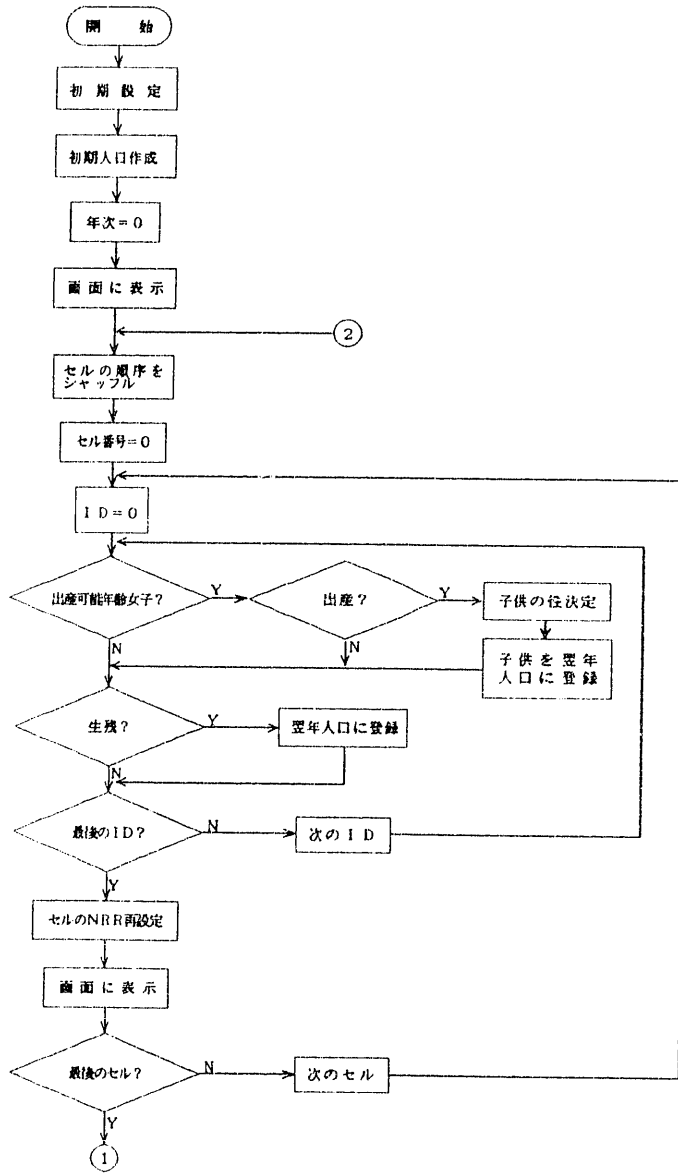 開始
初期設定
初期人口作成
年次=0
画面に表示
②
セルの順序を
シャッフル
セル番号=0
ID=0
出産可能年齢女子?
Y
出産?
Y
子供の性決定
N
N
子供を翌年
人口に登録
生残?
Y
翌年人口に登録
N
最後のID?
N
次のID
Y
セルのNRR再設定
画面に表示
最後のセル?
N
次のセル
Y
①